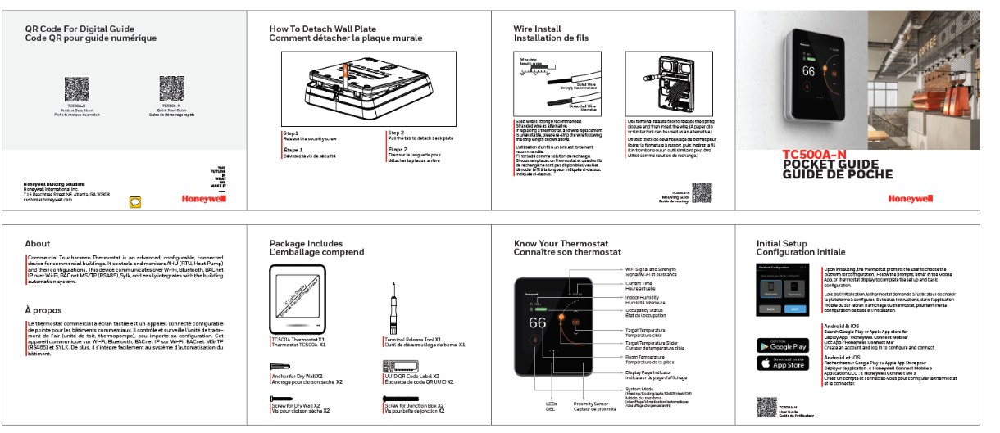 QR Code For Digital Guide
Code QR pour guide numérique
TC500A-N
Product Data Sheet
Fiche technique du produit
TC500A-N
Quick Start Guide
Guide de démarrage rapide
THE
FUTURE
IS
WHAT
WE
MAKE IT
Honeywell Building Solutions
Honeywell International Inc.
715 Peachtree Street NE, Atlanta, GA 30308
customer.honeywell.com
Honeywell
How To Detach Wall Plate
Comment détacher la plaque murale
Step 1
Release the security screw
Étape 1
Dévissez la vis de sécurité
Step 2
Pull the tab to detach back plate
Étape 2
Tirez sur la languette pour
détacher la plaque arrière
Wire Install
Installation de fils
Wire strip
length range
Solid Wire
Strongly Recommended
Stranded Wire
Alternative
Solid wire is strongly recommended.
Stranded wire as alternative
If replacing a thermostat, and wire replacement
is unavailable, please re-strip the wire following
the strip length shown above.
L'utilisation d'un fil à un brin est fortement
recommandée.
Fil torsadé comme solution de rechange.
Si vous remplacez un thermostat et que des fils
de rechange ne sont pas disponibles, veuillez
dénuder le fil à la longueur indiquée ci-dessus.
indiquée ci-dessus.
Use terminal release tool to release the spring
closure and then insert the wire. (A paper clip
or similar tool can be used as an alternative.)
Utilisez l'outil de déverrouillage de bornes pour
libérer la fermeture à ressort, puis insérez le fil.
(Un trombone ou un outil similaire peut être
utilisé comme solution de rechange.)
TC500A-N
Mounting Guide
Guide de montage
COFFEE
66
TC500A-N
POCKET GUIDE
GUIDE DE POCHE
Honeywell
About
Commercial Touchscreen Thermostat is an advanced, configurable, connected
device for commercial buildings. It controls and monitors AHU (RTU, Heat Pump)
and their configurations. This device communicates over Wi-Fi, Bluetooth, BACnet
IP over Wi-Fi, BACnet MS/TP (RS485), Sylk, and easily integrates with the building
automation system.
À propos
Le thermostat commercial à écran tactile est un appareil connecté configurable
de pointe pour les bâtiments commerciaux. Il contrôle et surveille l'unité de traite-
ment de l'air (unité de toit, thermopompe), peu importe sa configuration. Cet
appareil communique sur Wi-Fi, Bluetooth, BACnet IP sur Wi-Fi, BACnet MS/TP
(RS485) et SYLK. De plus, il s'intègre facilement au système d'automatisation du
bâtiment.
Package Includes
L'emballage comprend
TC500A Thermostat X1
Thermostat TC500A X1
Terminal Release Tool X1
Outil de déverrouillage de borne X1
Anchor for Dry Wall X2
Ancrage pour cloison sèche X2
UUID QR Code Label X2
Étiquette de code QR UUID X2
Screw for Dry Wall X2
Vis pour cloison sèche X2
Screw for Junction Box X2
Vis pour boîte de jonction X2
Know Your Thermostat
Connaître son thermostat
Honeywell
66
68
WiFi Signal and Strength
Signal Wi-Fi et puissance
Current Time
Heure actuelle
Indoor Humidity
Humidité intérieure
Occupancy Status
État de l'occupation
Target Temperature
Température cible
Target Temperature Slider
Curseur de température cible
Room Temperature
Température de la pièce
Display Page Indicator
Indicateur de page d'affichage
System Mode
Mode du système
LEDs
DEL
Proximity Sensor
Capteur de proximité
Initial Setup
Configuration initiale
Platform Configuration
BACK
NEXT
Upon initializing, the thermostat prompts the user to choose the
platform for configuration. Follow the prompts, either in the Mobile
App, or thermostat display, to complete the set up and basic
configuration.
Lors de l'initialisation, le thermostat demande à l'utilisateur de choisir
la plateforme à configurer. Suivez les instructions, dans l'application
mobile ou sur l'écran d'affichage du thermostat, pour terminer la
configuration de base et l'installation.
GET IT ON
Google Play
Download on the
App Store
Android & iOS
Search Google Play or Apple App store for
Deploy App. "Honeywell Connect Mobile"
Occ App. "Honeywell Connect Me"
Create an account and log in to configure and connect.
Android et iOS
Recherchez sur Google Play ou Apple App Store pour
Déployer l'application : « Honeywell Connect Mobile »
Application OCC : « Honeywell Connect Me »
Créez un compte et connectez-vous pour configurer le thermostat
et le connecter.
TC500A-N
User Guide
Guide de l'utilisateur